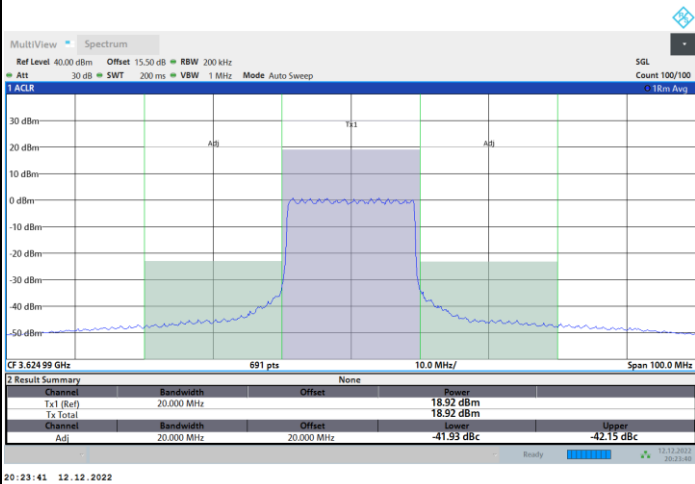 MultiView Spectrum
Ref Level 40.00 dBm Offset 15.50 dB RBW 200 kHz SGL
Att 30 dB SWT 200 ms VBW 1 MHz Mode Auto Sweep Count 100/100
1 ACLR 1Rm Avg
30 dBm
Tx1
20 dBm
Adj Adj
10 dBm
0 dBm
-10 dBm
-20 dBm
-30 dBm
-40 dBm
-50 dBm
CF 3.624 99 GHz 691 pts 10.0 MHz/ Span 100.0 MHz
2 Result Summary None
Channel Bandwidth Offset Power
Tx1 (Ref) 20.000 MHz 18.92 dBm
Tx Total 18.92 dBm
Channel Bandwidth Offset Lower Upper
Adj 20.000 MHz 20.000 MHz -41.93 dBc -42.15 dBc
Ready 12.12.2022
20:23:40
20:23:41 12.12.2022